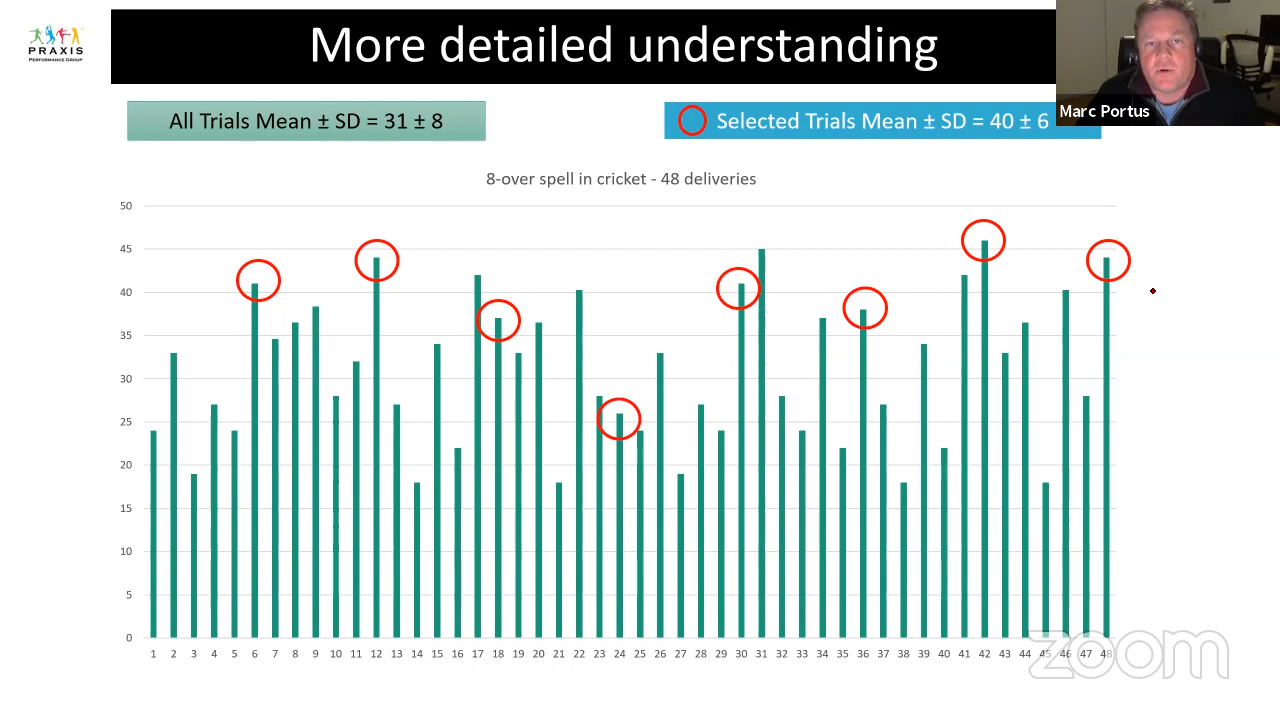 PRAXIS
PERFORMANCE GROUP
More detailed understanding
Marc Portus
All Trials Mean ± SD = 31 ± 8
Selected Trials Mean ± SD = 40 ± 6
8-over spell in cricket - 48 deliveries
50
45
40
35
30
25
20
15
10
5
0
1 2 3 4 5 6 7 8 9 10 11 12 13 14 15 16 17 18 19 20 21 22 23 24 25 26 27 28 29 30 31 32 33 34 35 36 37 38 39 40 41 42 43 44 45 46 47 48
zoom